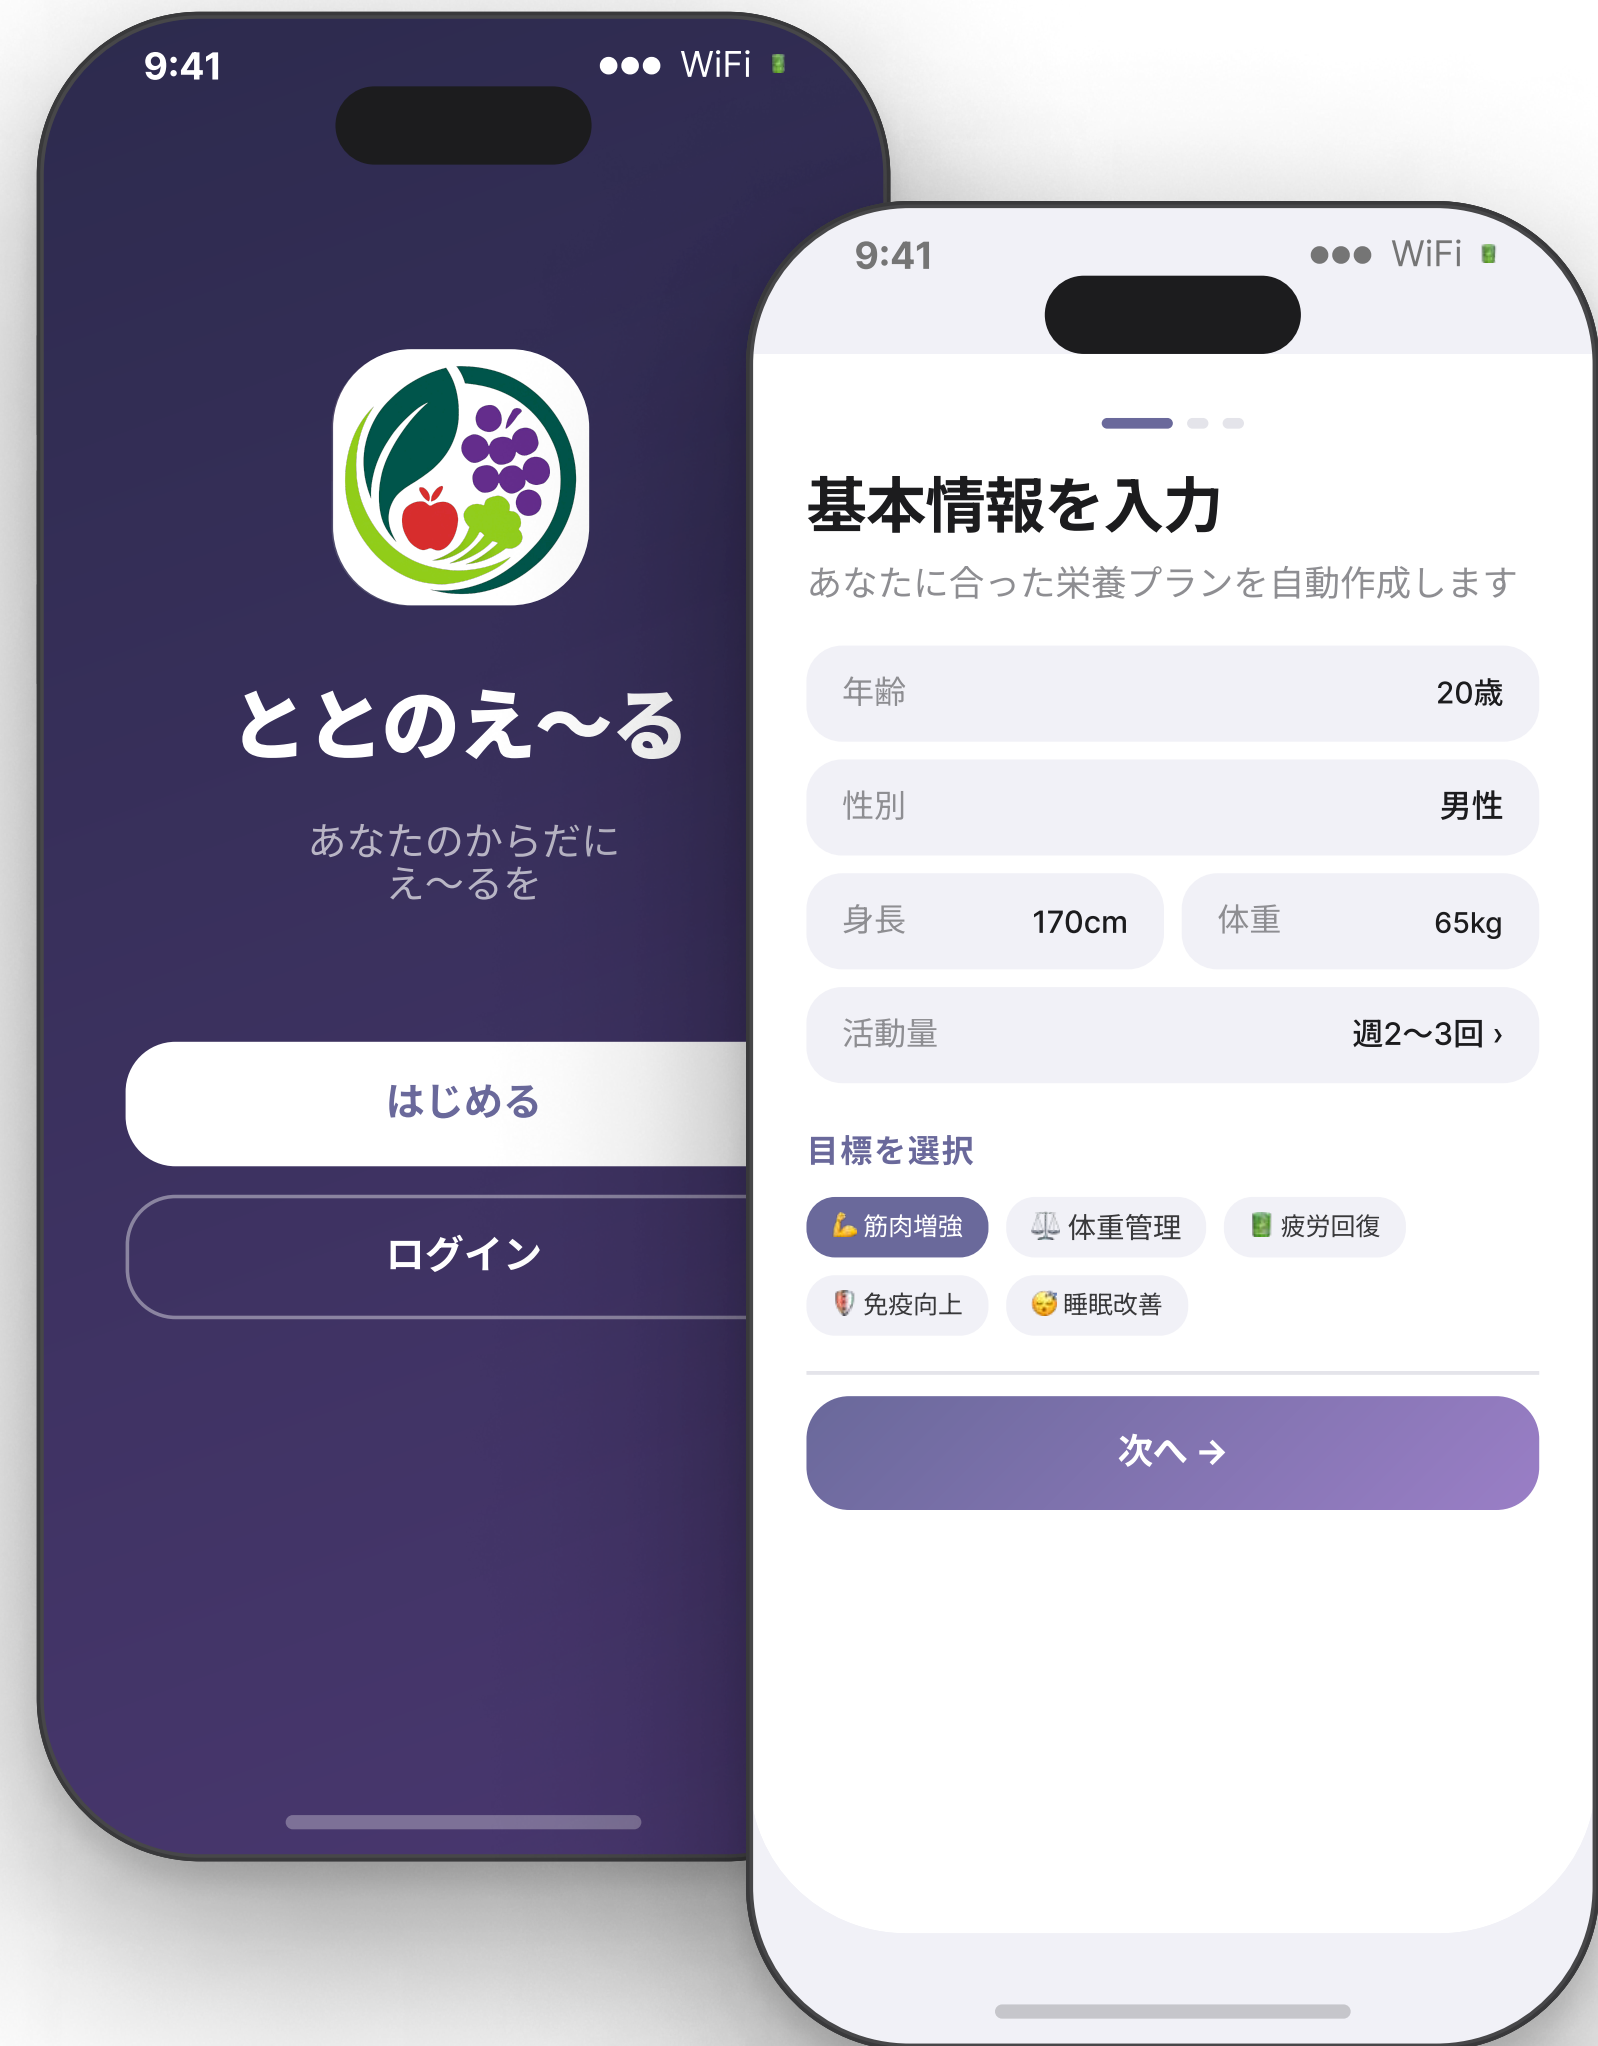 9:41 WiFi
ととのえ〜る
あなたのからだに
え〜るを
はじめる
ログイン
9:41 WiFi
基本情報を入力
あなたに合った栄養プランを自動作成します
年齢 20歳
性別 男性
身長 170cm 体重 65kg
活動量 週2〜3回 ›
目標を選択
💪 筋肉増強 ⚖️ 体重管理 🔋 疲労回復
🛡️ 免疫向上 😴 睡眠改善
次へ →